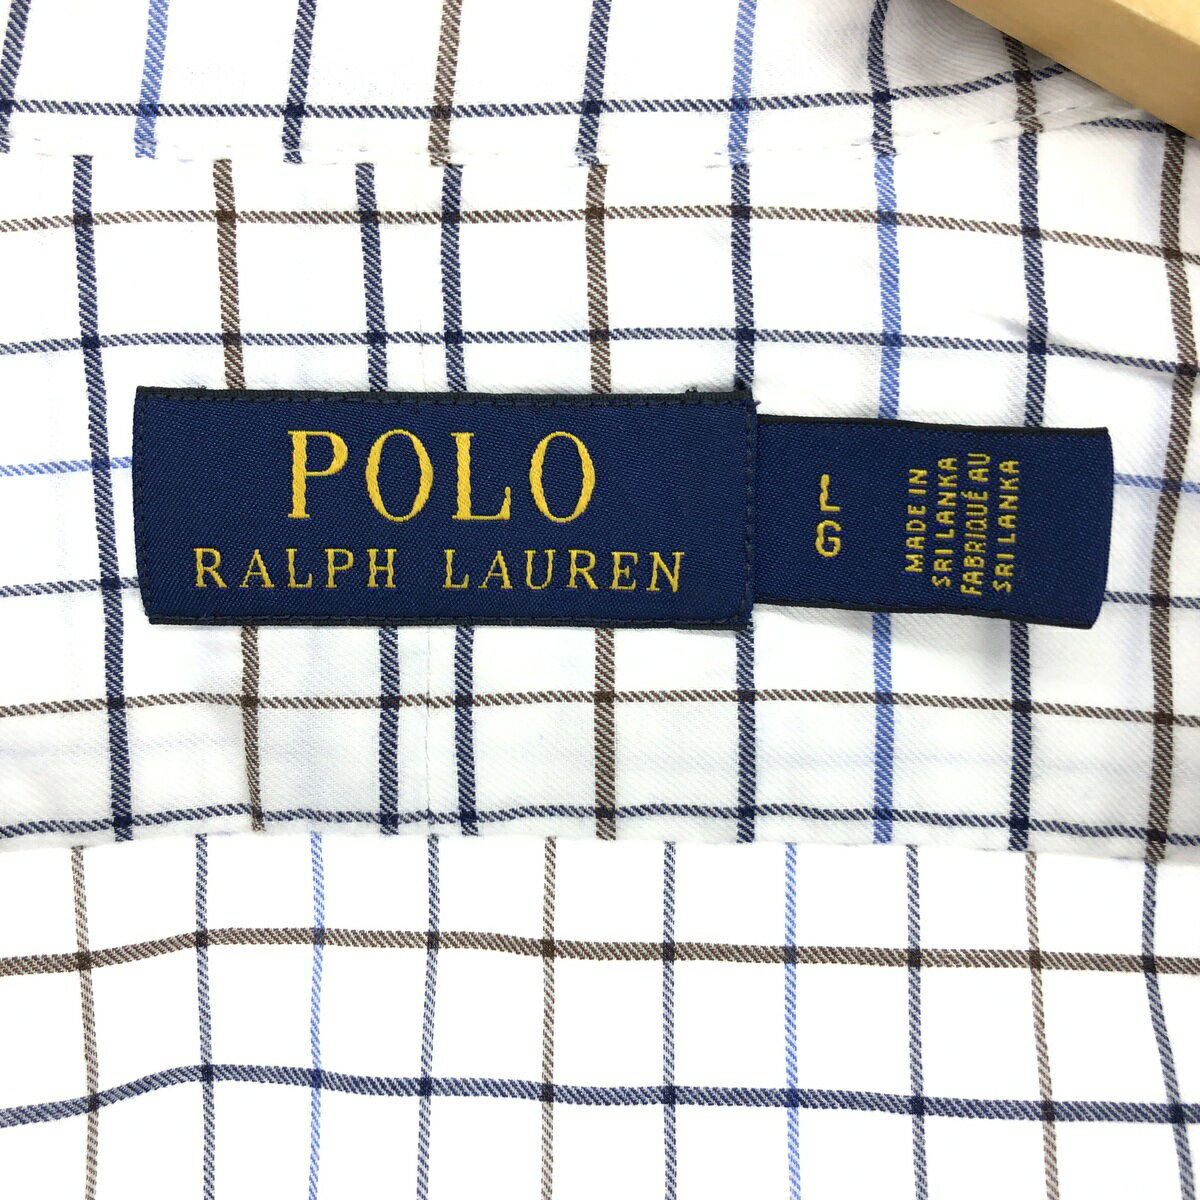 POLO
RALPH LAUREN
L
G
MADE IN
SRI LANKA
FABRIQUÉ AU
SRI LANKA